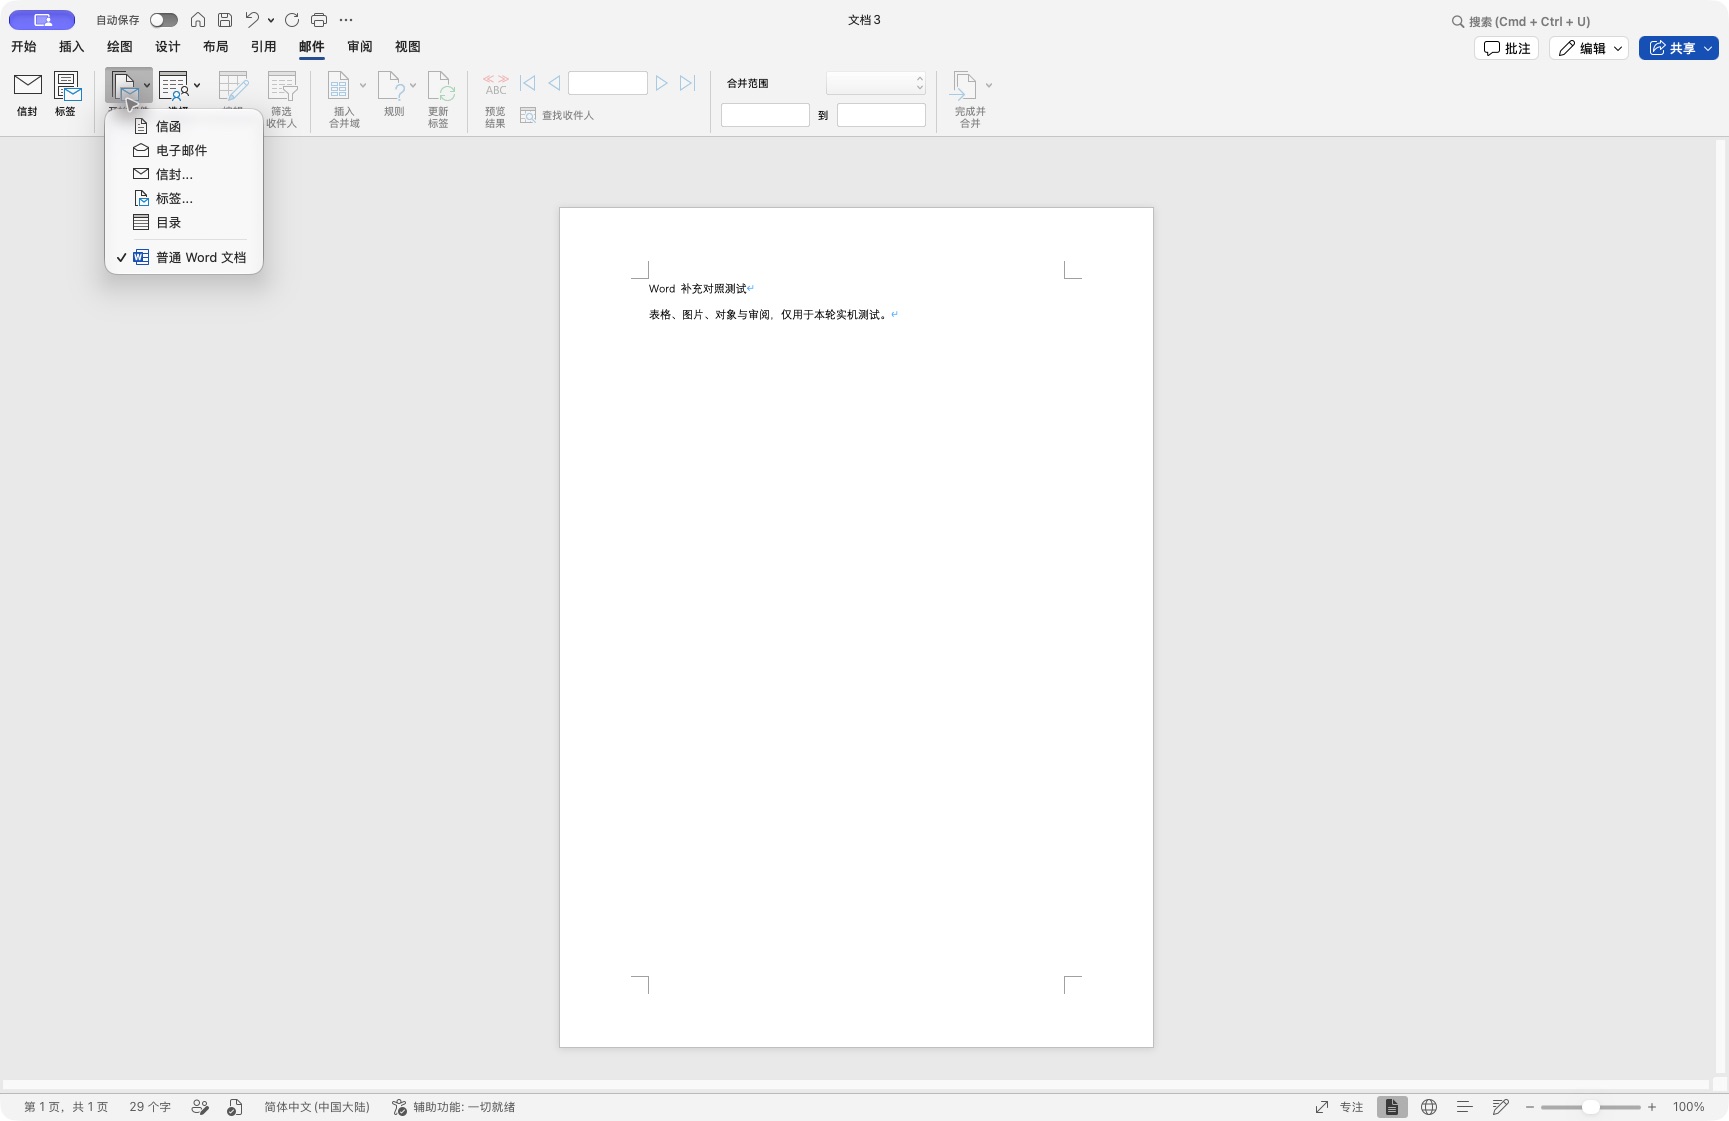 自动保存
文档 3
搜索 (Cmd + Ctrl + U)
开始 插入 绘图 设计 布局 引用 邮件 审阅 视图
批注 编辑 共享
信封 标签
筛选
收件人
插入
合并域
规则
更新
标签
ABC
预览
结果
查找收件人
合并范围
到
完成并
合并
信函
电子邮件
信封...
标签...
目录
普通 Word 文档
Word 补充对照测试
表格、图片、对象与审阅，仅用于本轮实机测试。
第 1 页，共 1 页 29 个字 简体中文 (中国大陆) 辅助功能: 一切就绪 专注 100%